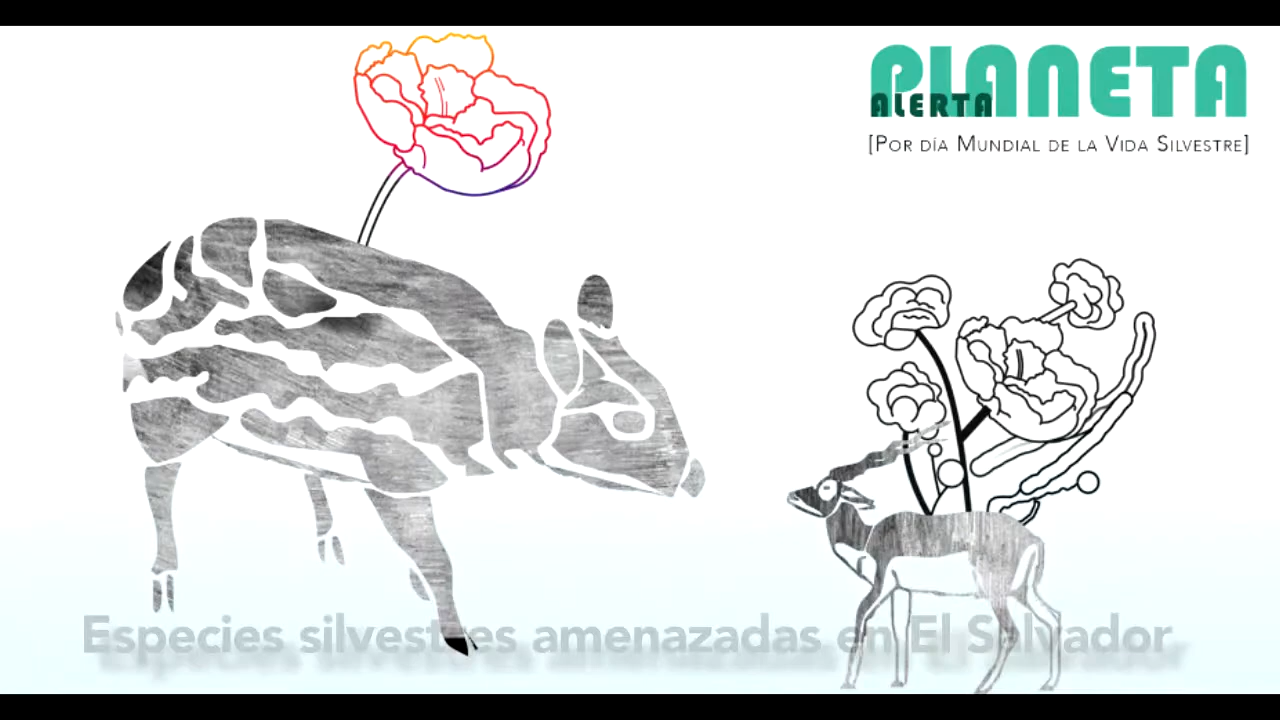 PLANETA
ALERTA
[Por día Mundial de la Vida Silvestre]
Especies silvestres amenazadas en El Salvador